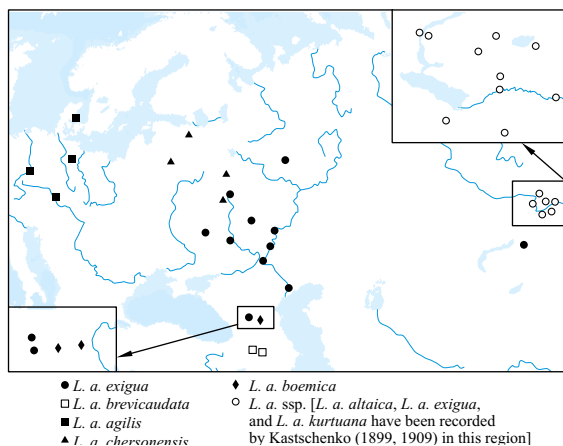 L. a. exigua
L. a. brevicaudata
L. a. agilis
L. a. chersonensis
L. a. boemica
L. a. ssp. [L. a. altaica, L. a. exigua,
and L. a. kurtuana have been recorded
by Kastschenko (1899, 1909) in this region]